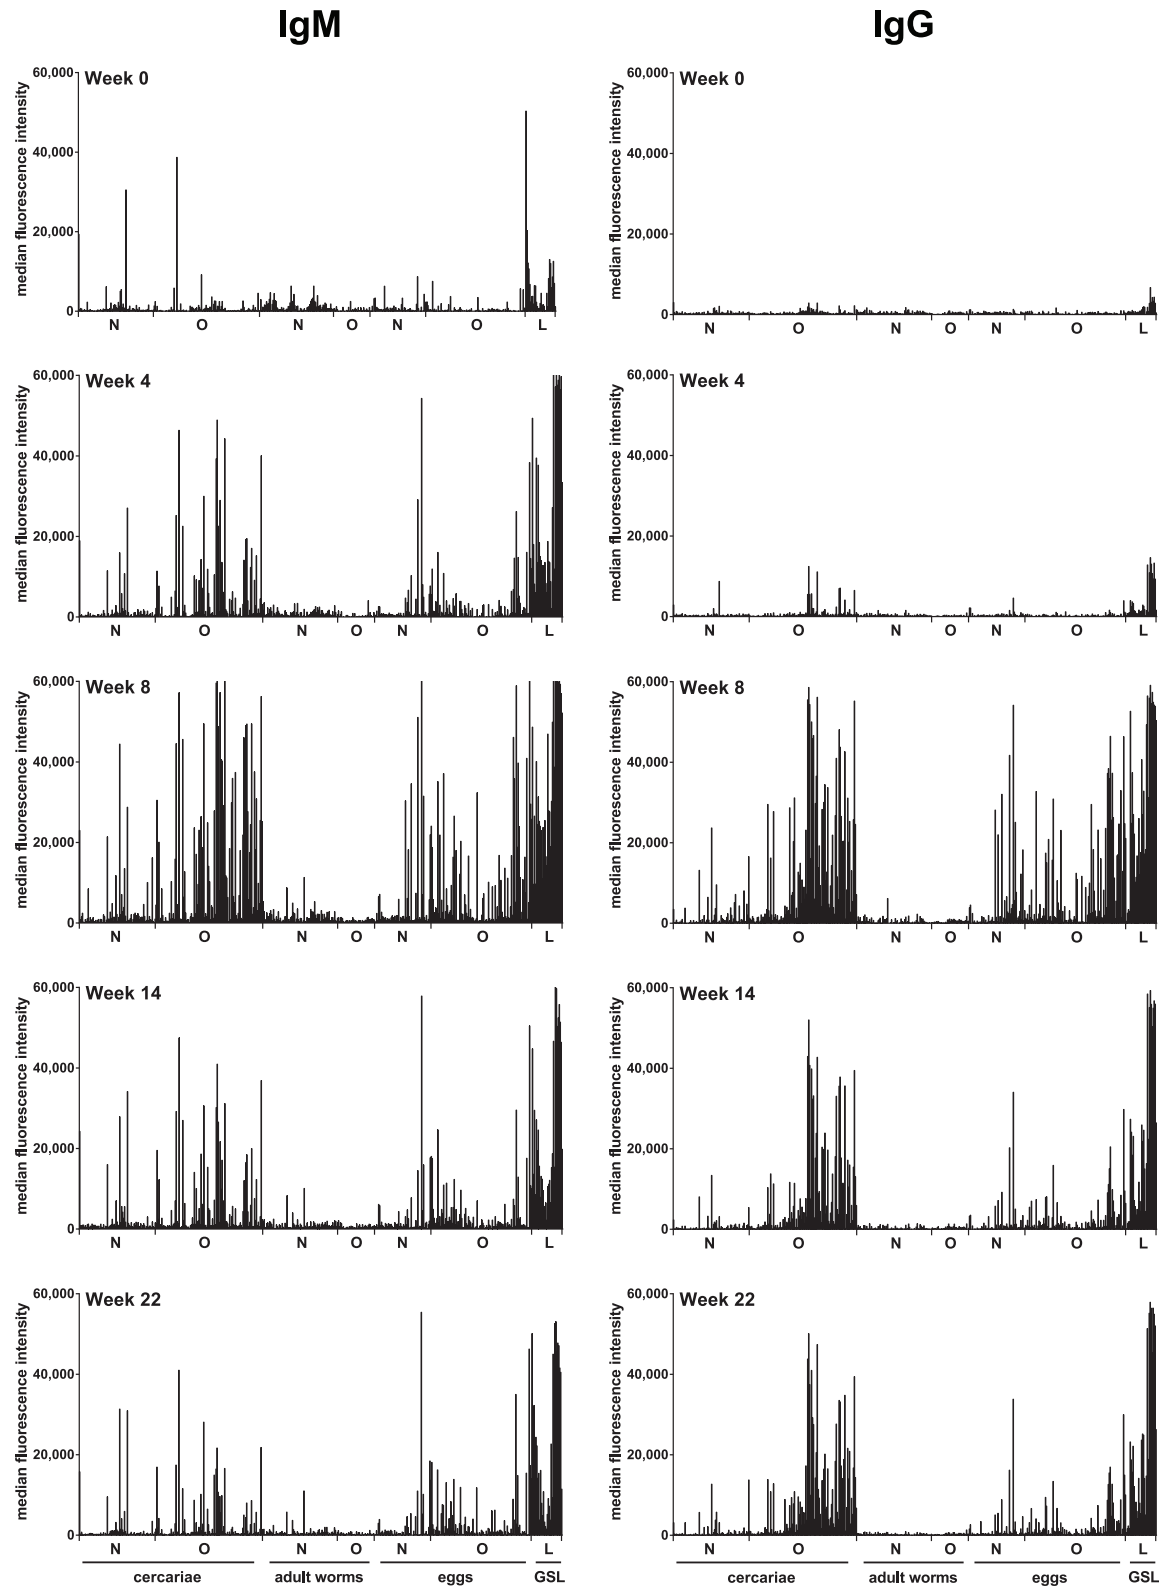 IgM
IgG
median fluorescence intensity
60,000
40,000
20,000
0
Week 0
N O N O N O L
median fluorescence intensity
60,000
40,000
20,000
0
Week 0
N O N O N O L
median fluorescence intensity
60,000
40,000
20,000
0
Week 4
N O N O N O L
median fluorescence intensity
60,000
40,000
20,000
0
Week 4
N O N O N O L
median fluorescence intensity
60,000
40,000
20,000
0
Week 8
N O N O N O L
median fluorescence intensity
60,000
40,000
20,000
0
Week 8
N O N O N O L
median fluorescence intensity
60,000
40,000
20,000
0
Week 14
N O N O N O L
median fluorescence intensity
60,000
40,000
20,000
0
Week 14
N O N O N O L
median fluorescence intensity
60,000
40,000
20,000
0
Week 22
N O N O N O L
cercariae adult worms eggs GSL
median fluorescence intensity
60,000
40,000
20,000
0
Week 22
N O N O N O L
cercariae adult worms eggs GSL